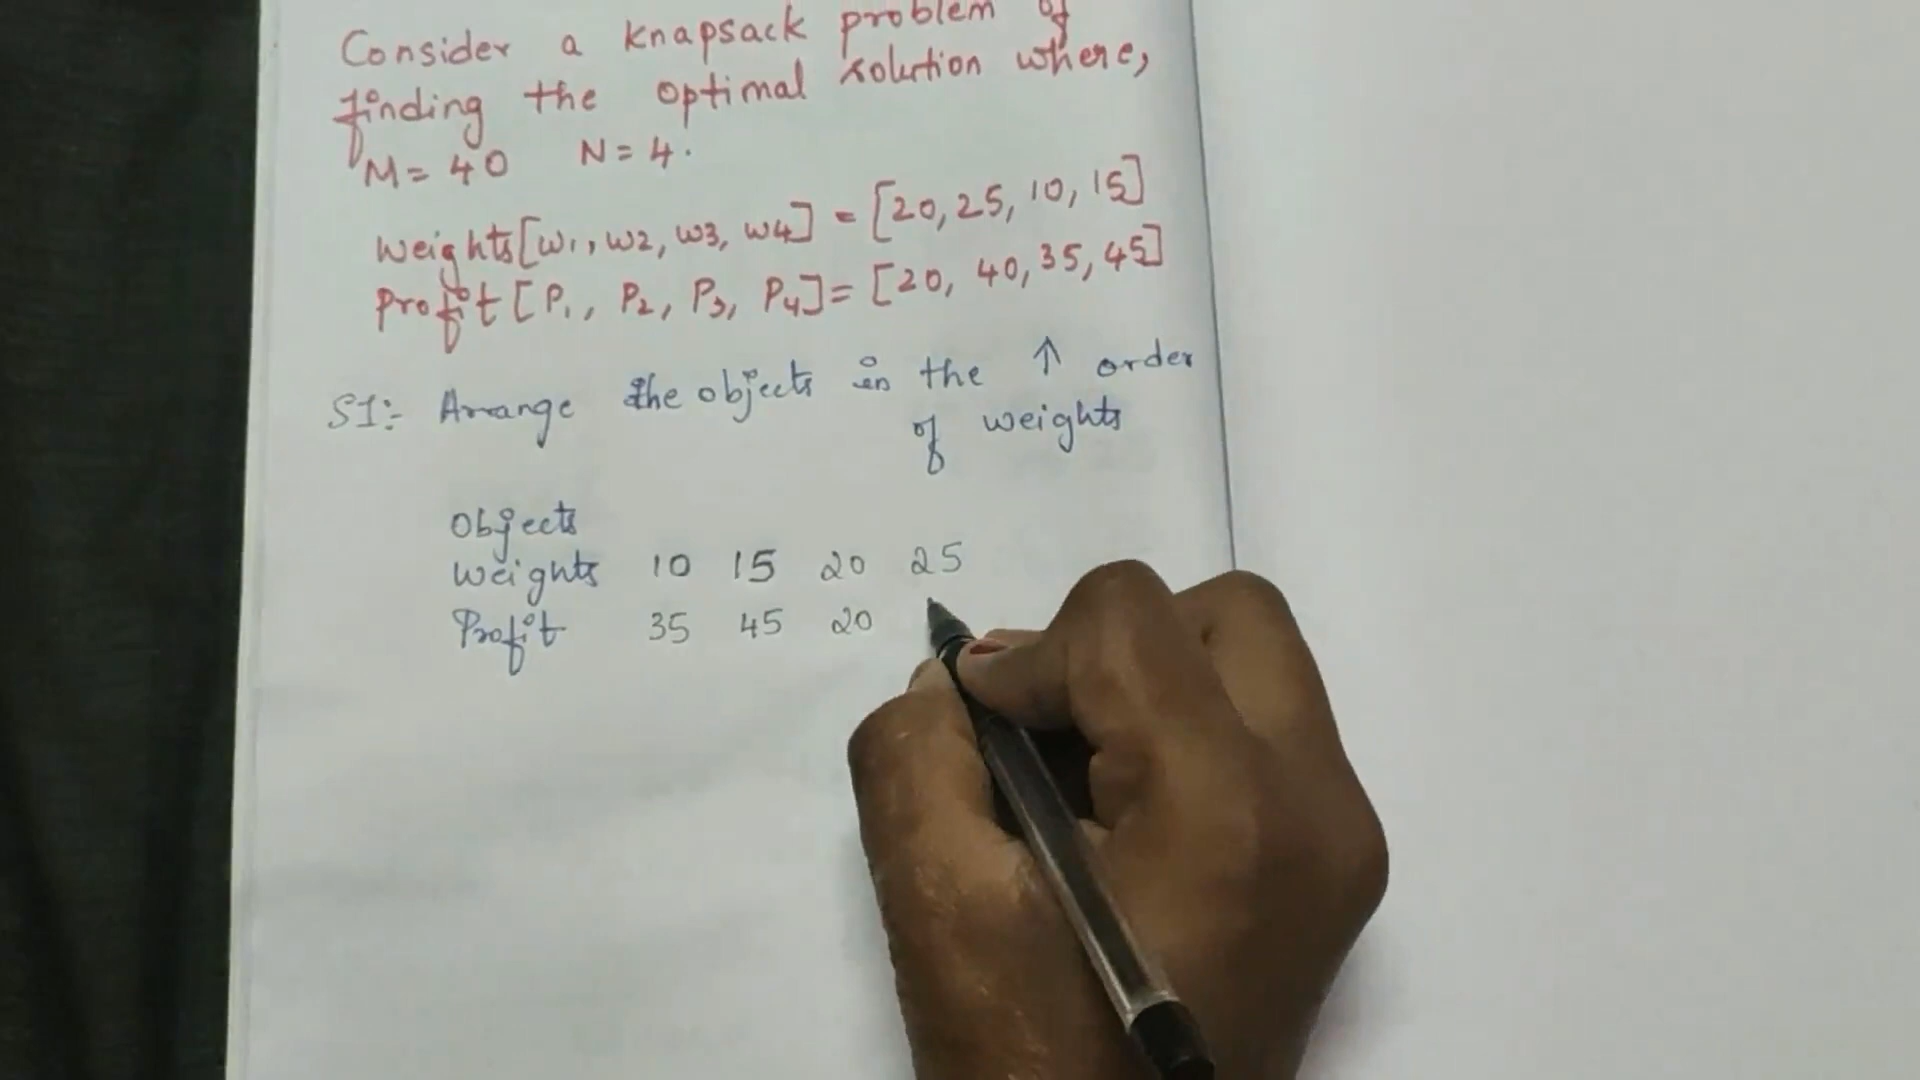 Consider a knapsack problem of
finding the optimal solution where,
M = 40 N = 4.
Weights [w1, w2, w3, w4] = [20, 25, 10, 15]
Profit [P1, P2, P3, P4] = [20, 40, 35, 45]
S1:- Arrange the objects in the ↑ order
of weights
Objects
Weights 10 15 20 25
Profit 35 45 20